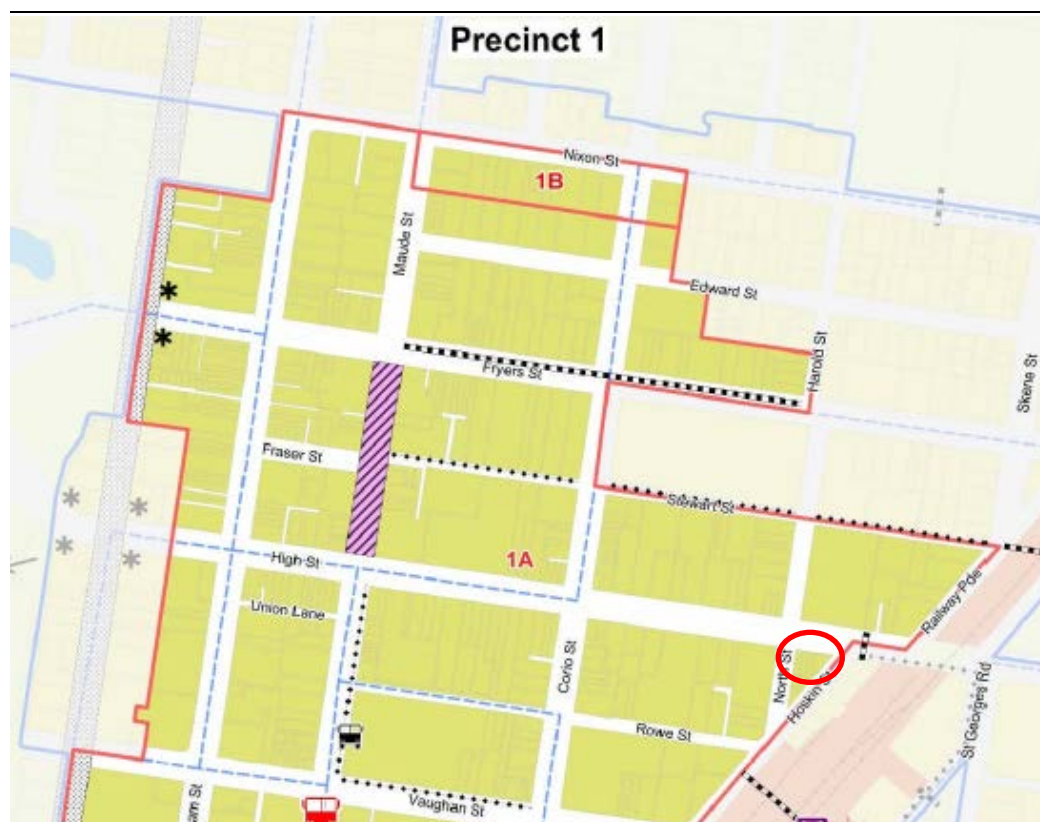 Precinct 1
Nixon St
1B
Maude St
Edward St
Harold St
Skene St
Fryers St
Fraser St
Stewart St
High St
1A
Railway Pde
Union Lane
Corio St
North St
Hoskin St
Rowe St
St Georges Rd
am St
Vaughan St